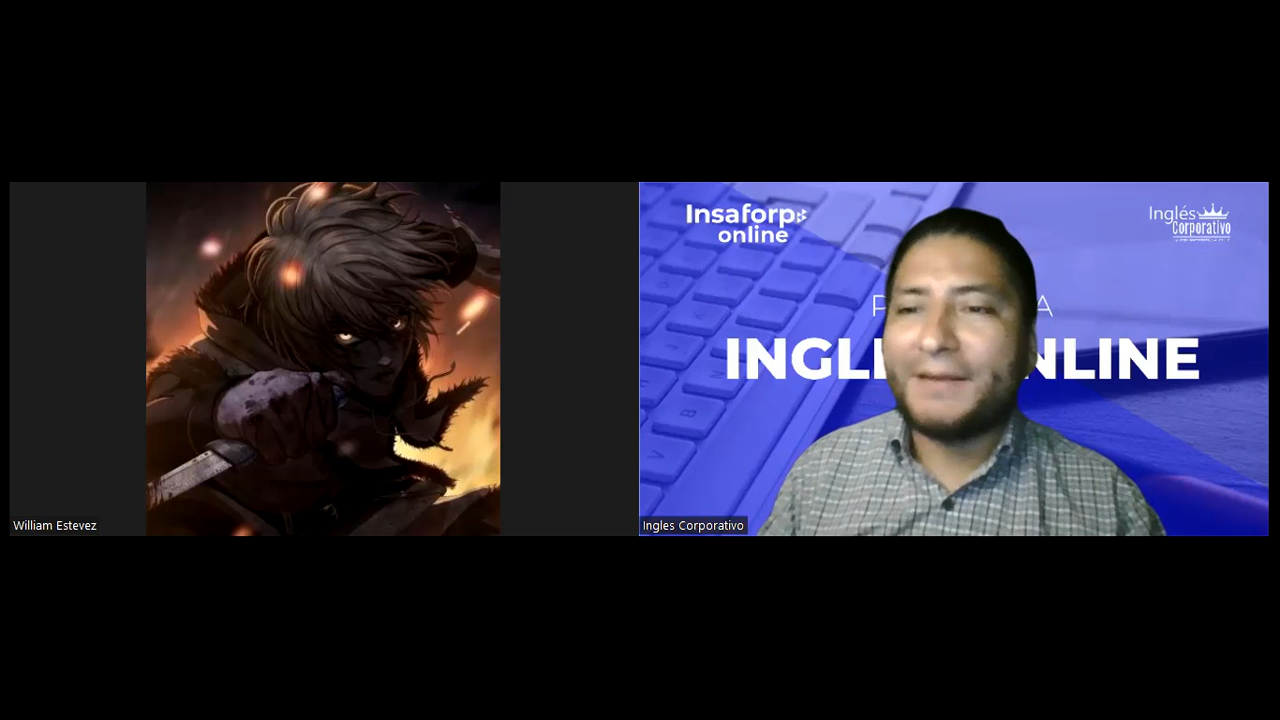 Insaforp
online
Inglés
Corporativo
INGL NLINE
William Estevez
Ingles Corporativo